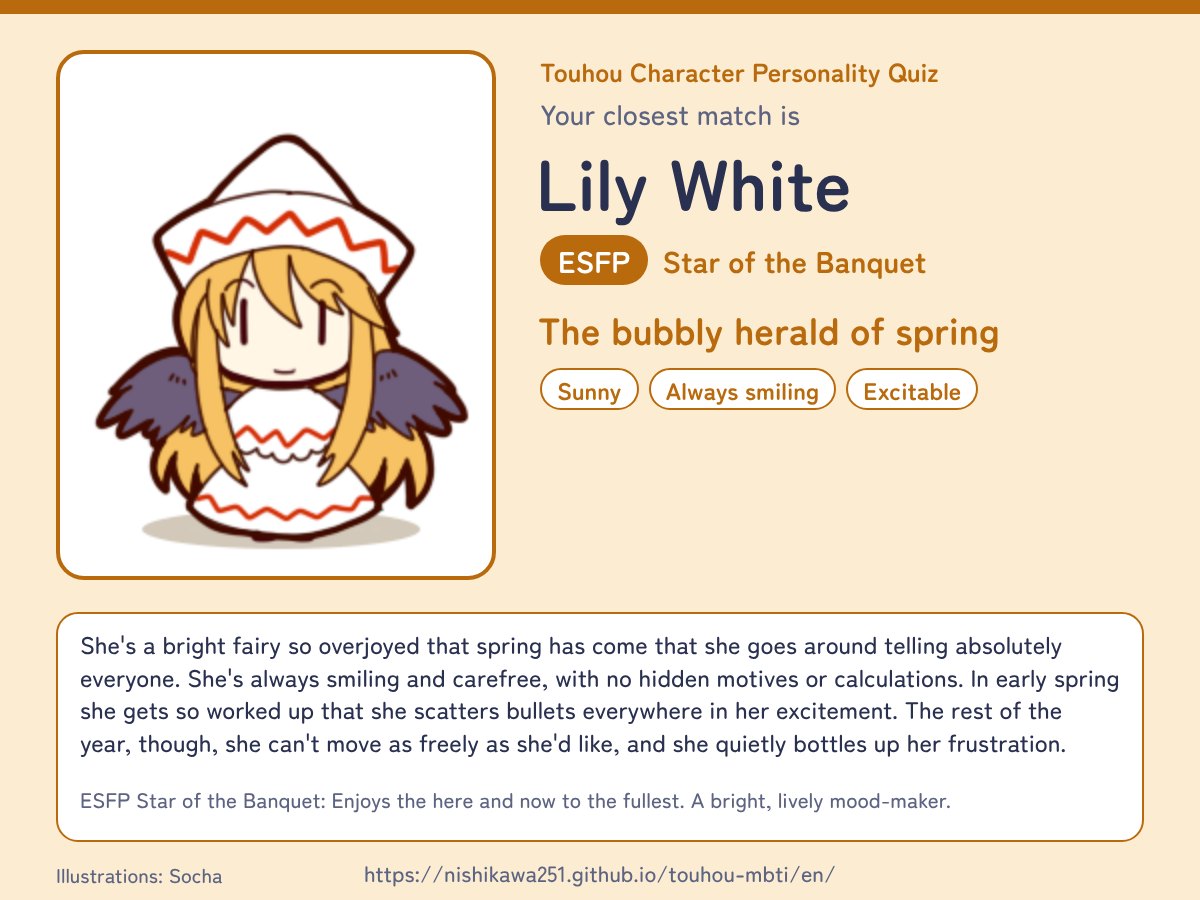 Touhou Character Personality Quiz
Your closest match is
Lily White
ESFP Star of the Banquet
The bubbly herald of spring
Sunny Always smiling Excitable
She's a bright fairy so overjoyed that spring has come that she goes around telling absolutely
everyone. She's always smiling and carefree, with no hidden motives or calculations. In early spring
she gets so worked up that she scatters bullets everywhere in her excitement. The rest of the
year, though, she can't move as freely as she'd like, and she quietly bottles up her frustration.
ESFP Star of the Banquet: Enjoys the here and now to the fullest. A bright, lively mood-maker.
Illustrations: Socha https://nishikawa251.github.io/touhou-mbti/en/